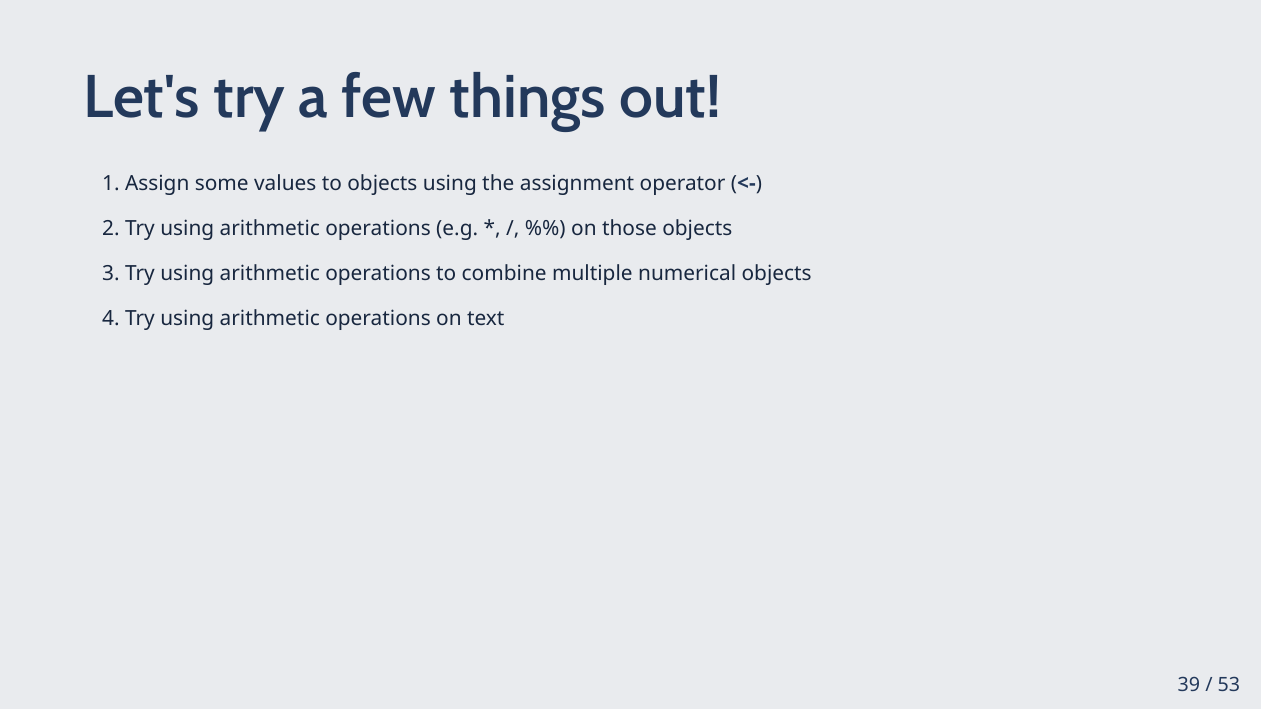 Let's try a few things out!
1. Assign some values to objects using the assignment operator (<-)
2. Try using arithmetic operations (e.g. *, /, %%) on those objects
3. Try using arithmetic operations to combine multiple numerical objects
4. Try using arithmetic operations on text
39 / 53